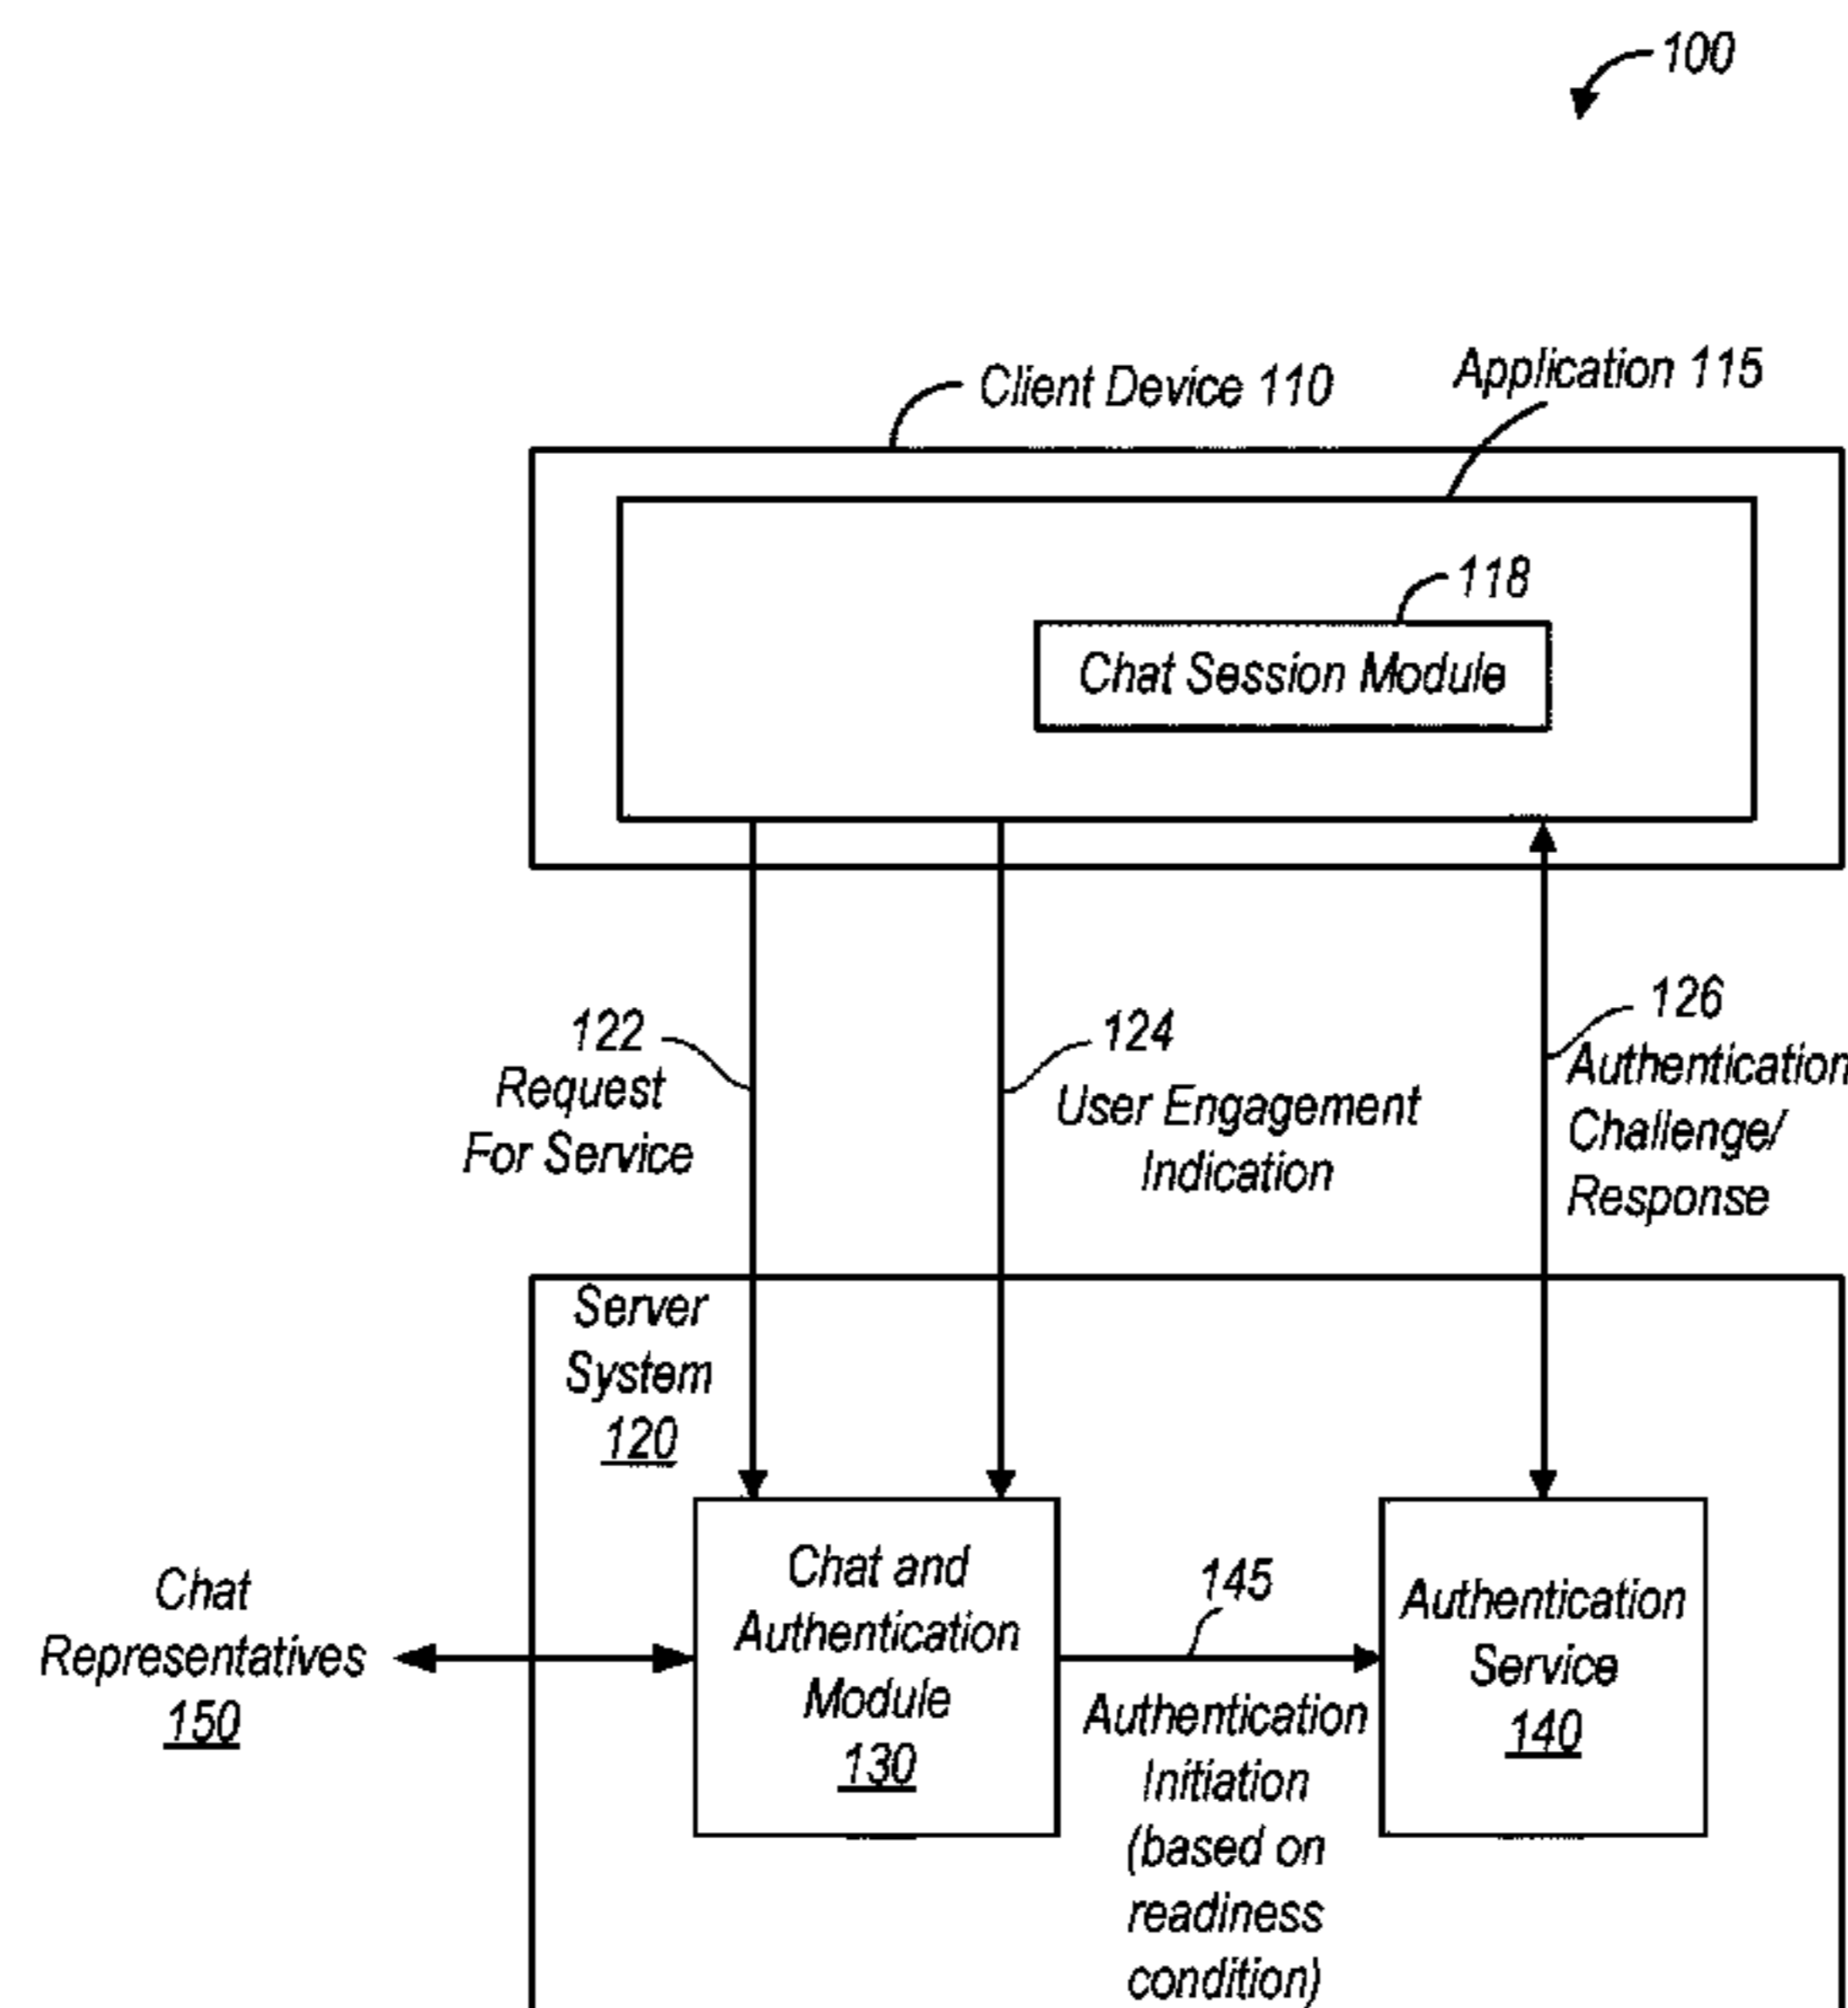 100
Client Device 110
Application 115
118
Chat Session Module
122
Request
For Service
124
User Engagement
Indication
126
Authentication
Challenge/
Response
Server
System
120
Chat
Representatives
150
Chat and
Authentication
Module
130
145
Authentication
Initiation
(based on
readiness
condition)
Authentication
Service
140